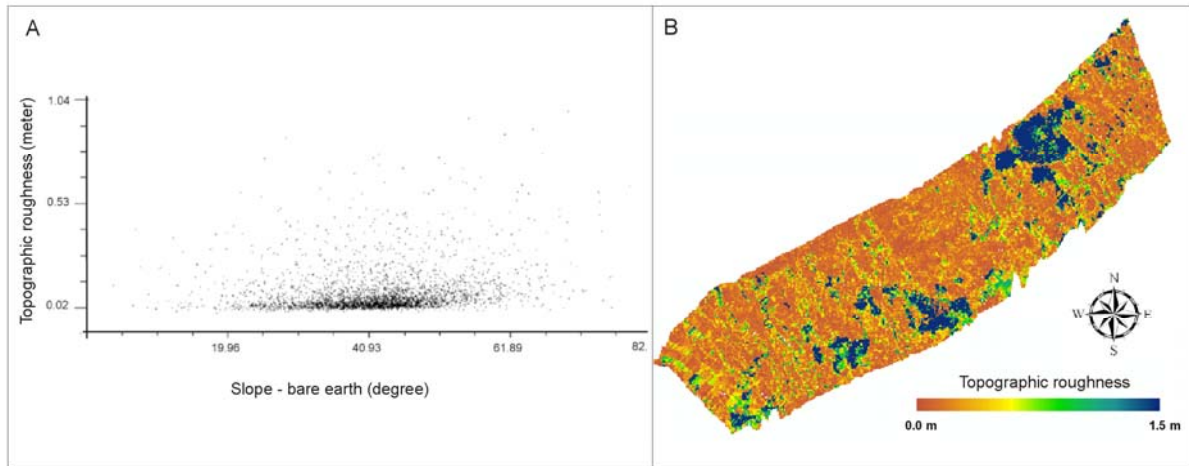 A
Topographic roughness (meter)
1.04
0.53
0.02
19.96
40.93
61.89
82.
Slope - bare earth (degree)
B
N
W
E
S
Topographic roughness
0.0 m
1.5 m